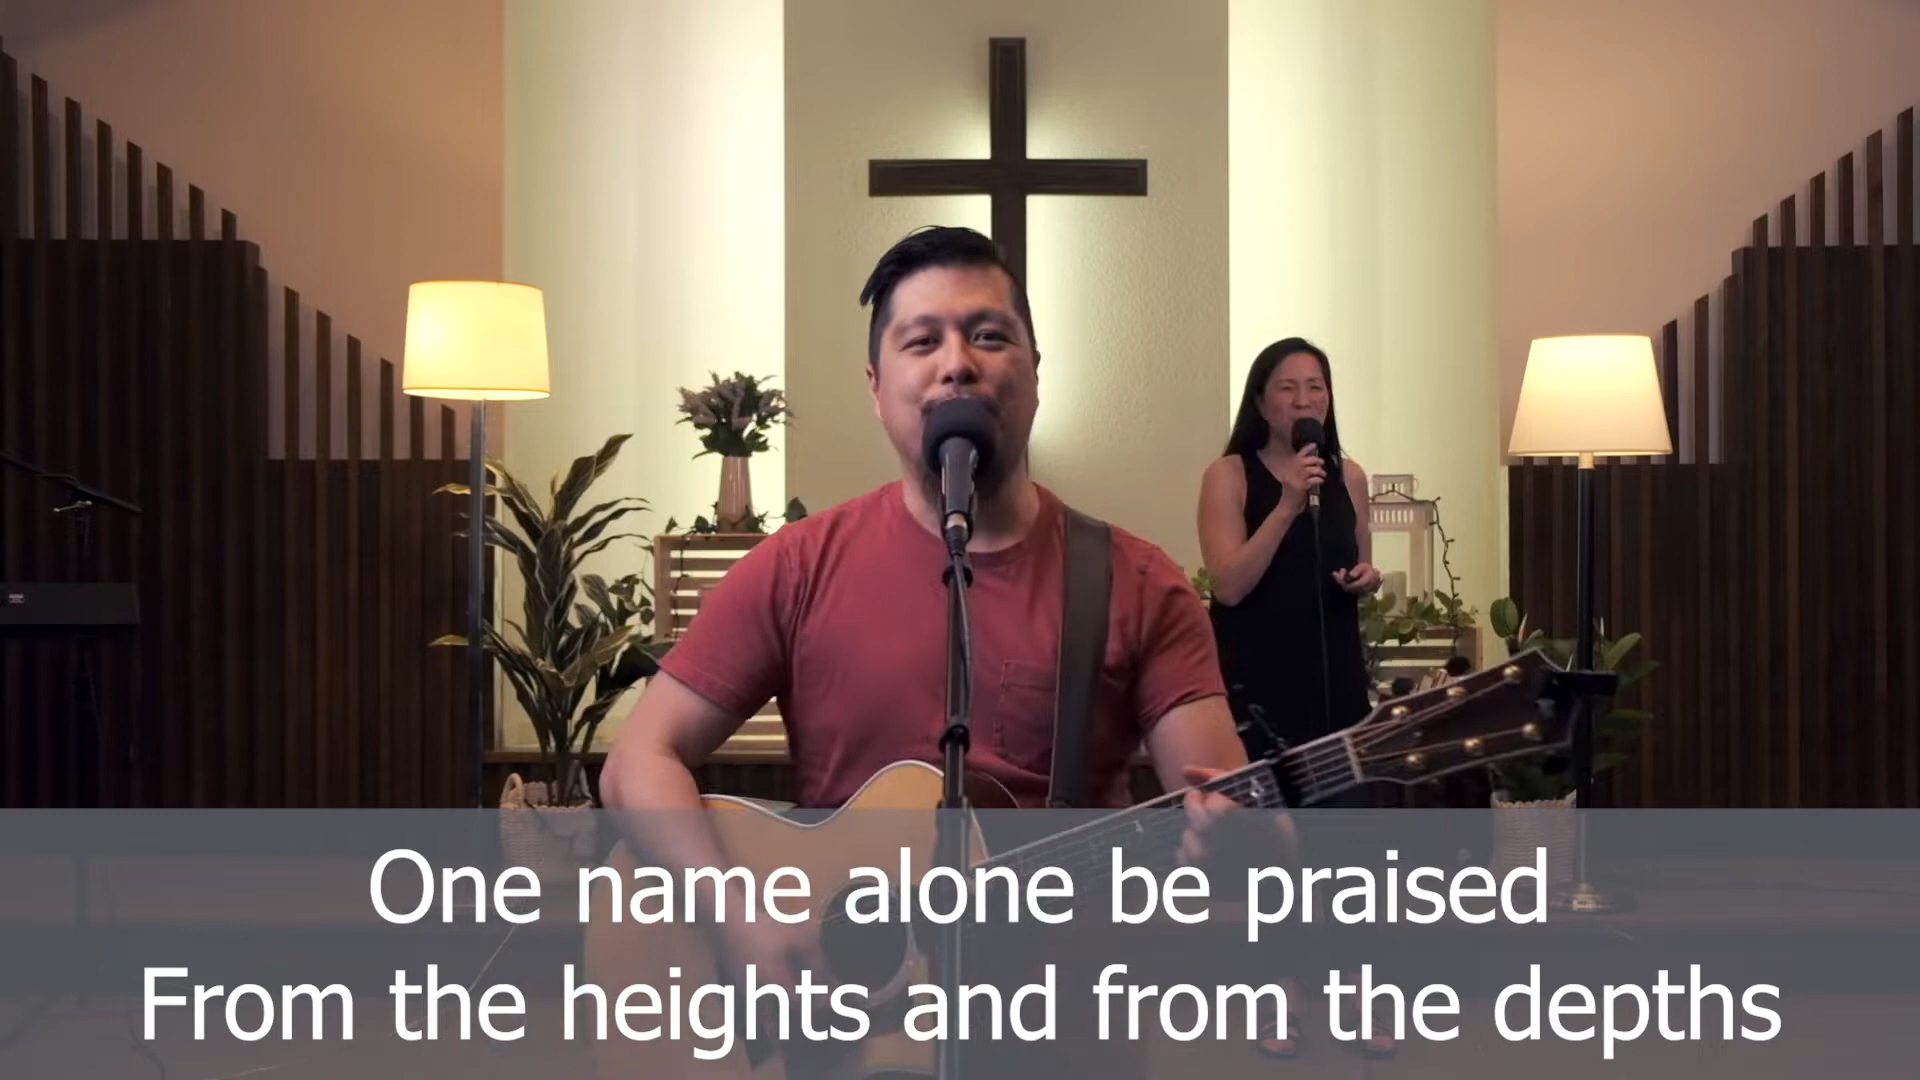 One name alone be praised
From the heights and from the depths